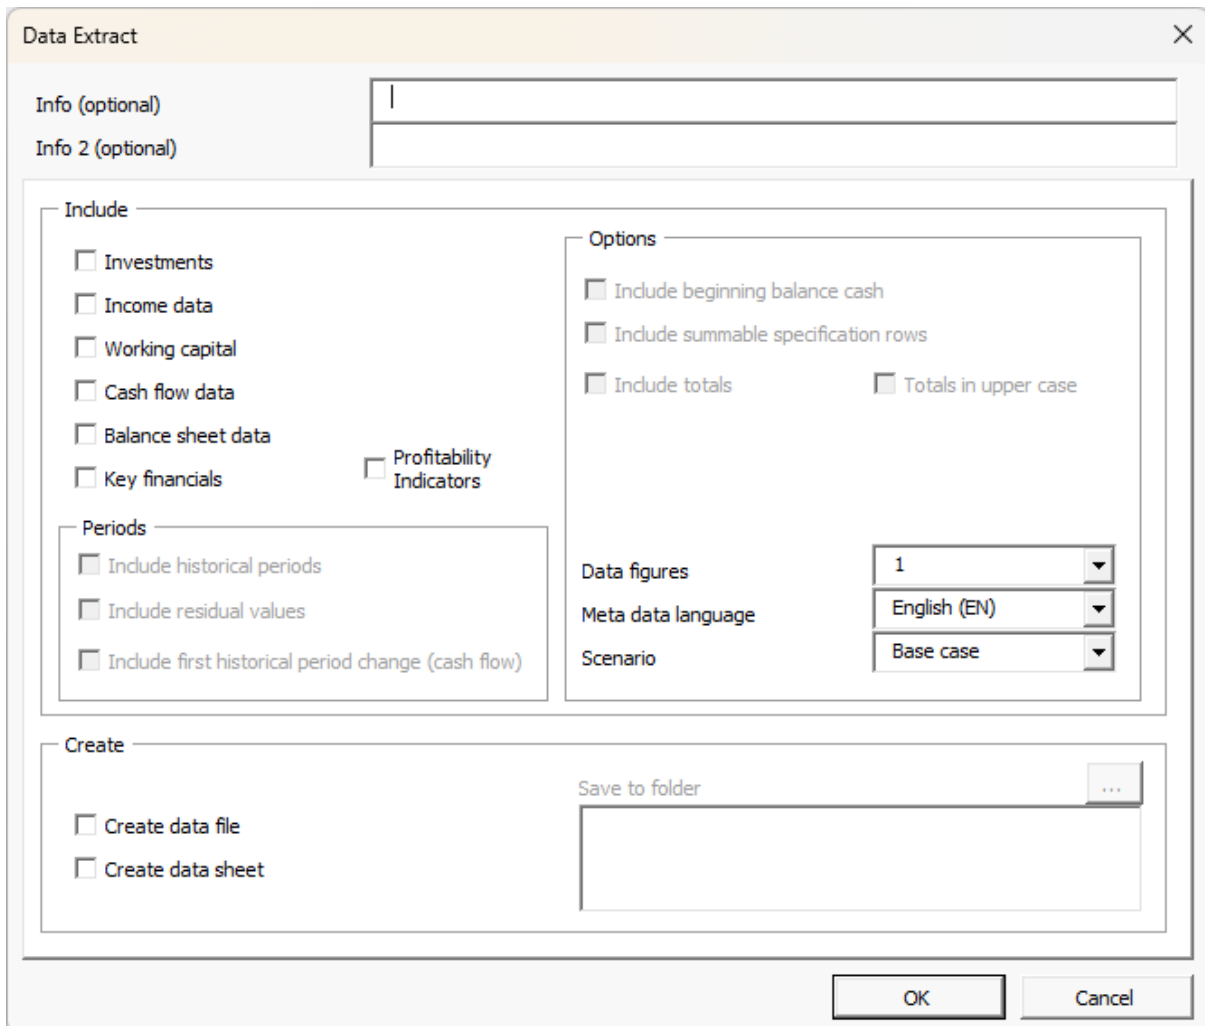 Data Extract
Info (optional)
Info 2 (optional)
Include
Investments
Income data
Working capital
Cash flow data
Balance sheet data
Key financials
Profitability
Indicators
Periods
Include historical periods
Include residual values
Include first historical period change (cash flow)
Options
Include beginning balance cash
Include summable specification rows
Include totals
Totals in upper case
Data figures
1
Meta data language
English (EN)
Scenario
Base case
Create
Create data file
Create data sheet
Save to folder
...
OK
Cancel